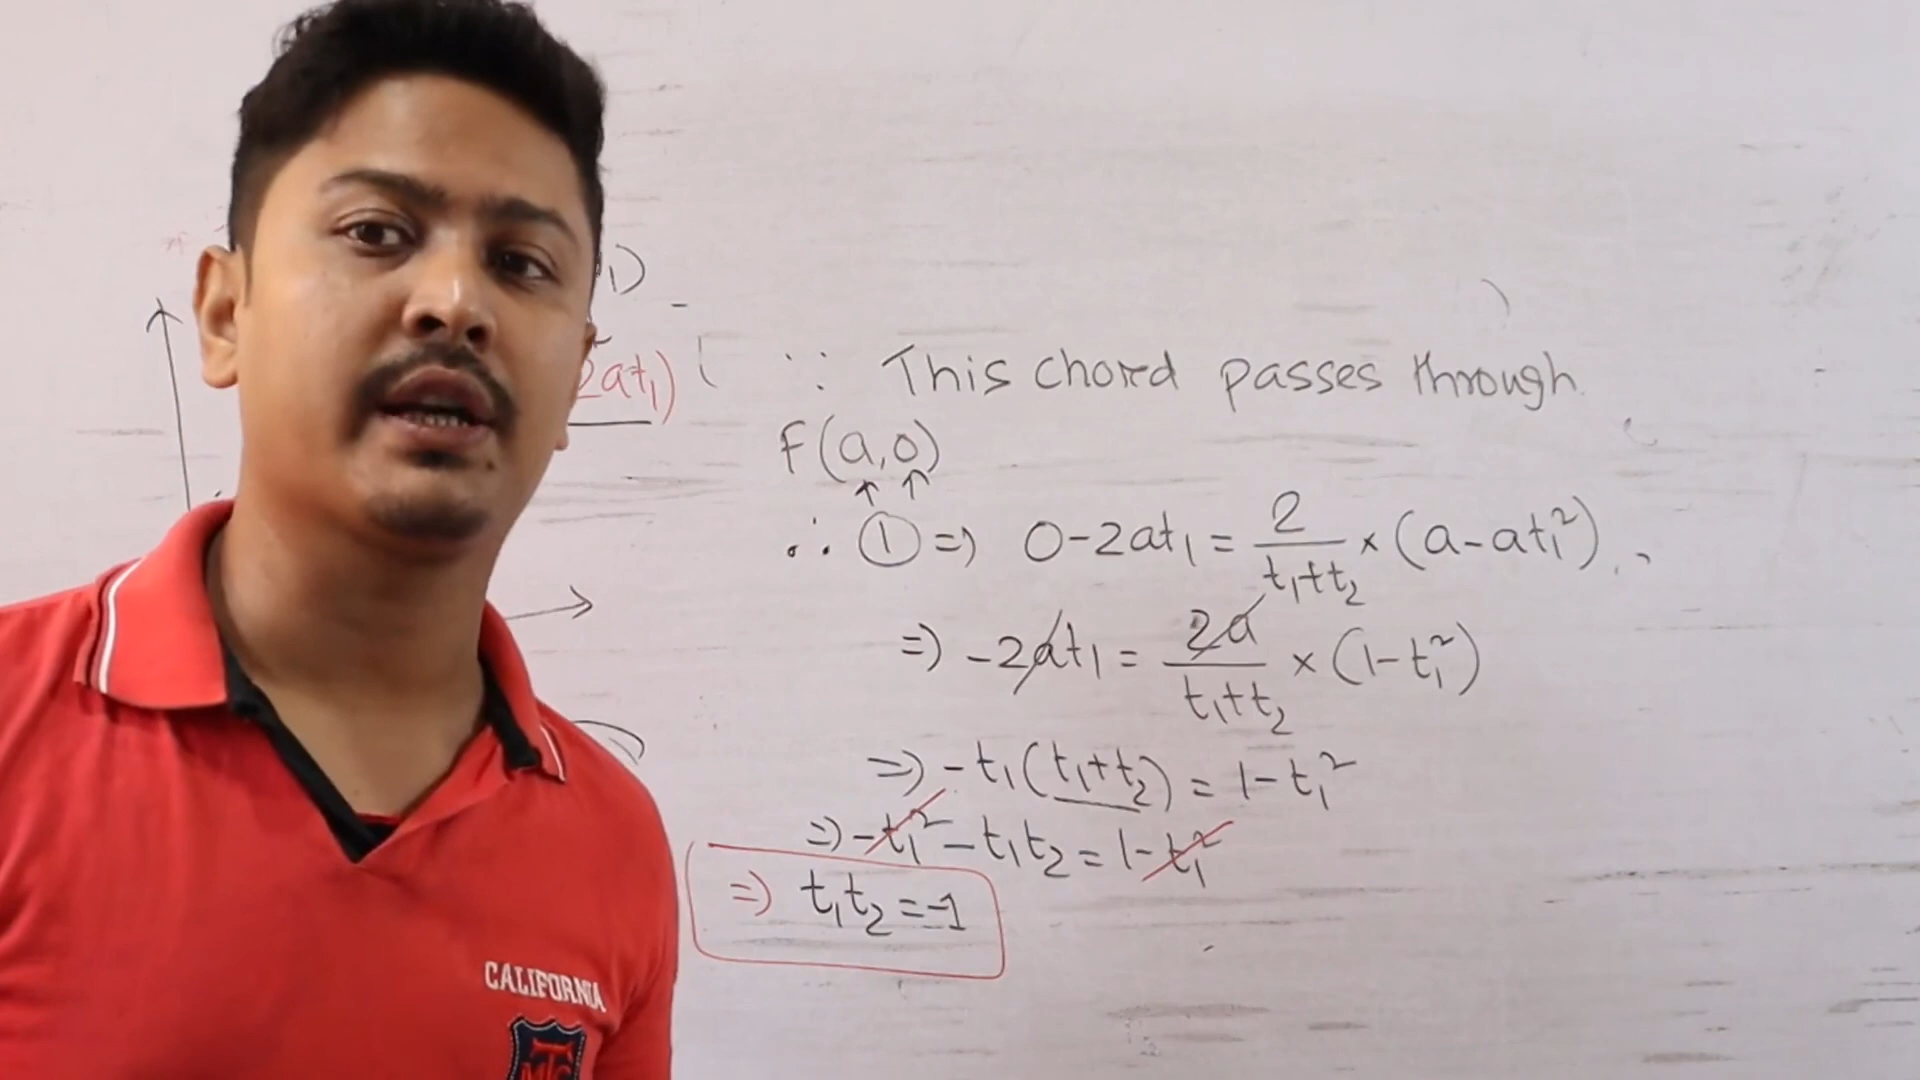 1)
2at₁)
∵ This chord passes through
F(a,0)
↑ ↑
∴ ① => 0-2at₁ = 2/(t₁+t₂) × (a-at₁²)
=> -2at₁ = 2a/(t₁+t₂) × (1-t₁²)
=> -t₁(t₁+t₂) = 1-t₁²
=> -t₁²-t₁t₂ = 1-t₁²
=> t₁t₂ = -1
CALIFORNIA